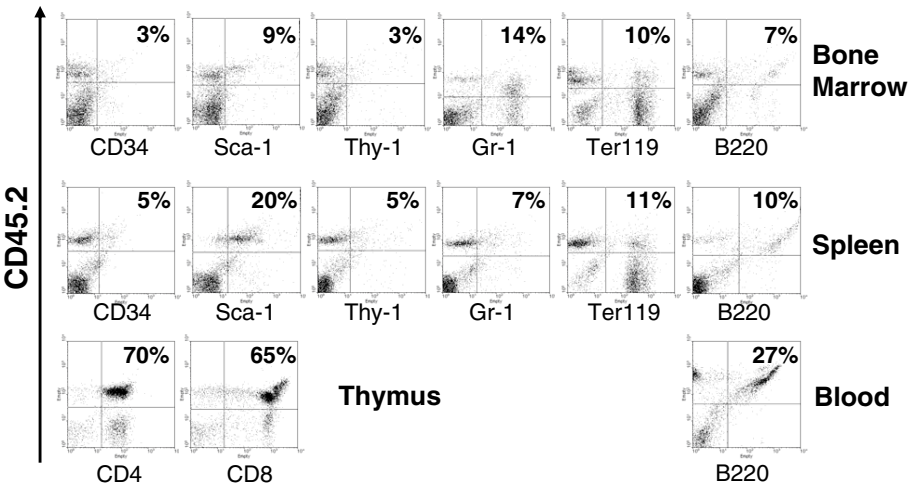 3% 9% 3% 14% 10% 7%
Bone
Marrow
CD34 Sca-1 Thy-1 Gr-1 Ter119 B220
CD45.2
5% 20% 5% 7% 11% 10%
Spleen
CD34 Sca-1 Thy-1 Gr-1 Ter119 B220
70% 65% 27%
Thymus Blood
CD4 CD8 B220